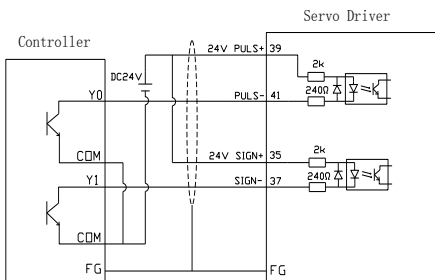 Servo Driver
Controller
24V PULS+ 39
2k
DC24V
240Ω
Y0 PULS- 41
COM
24V SIGN+ 35
2k
240Ω
Y1 SIGN- 37
COM
FG FG